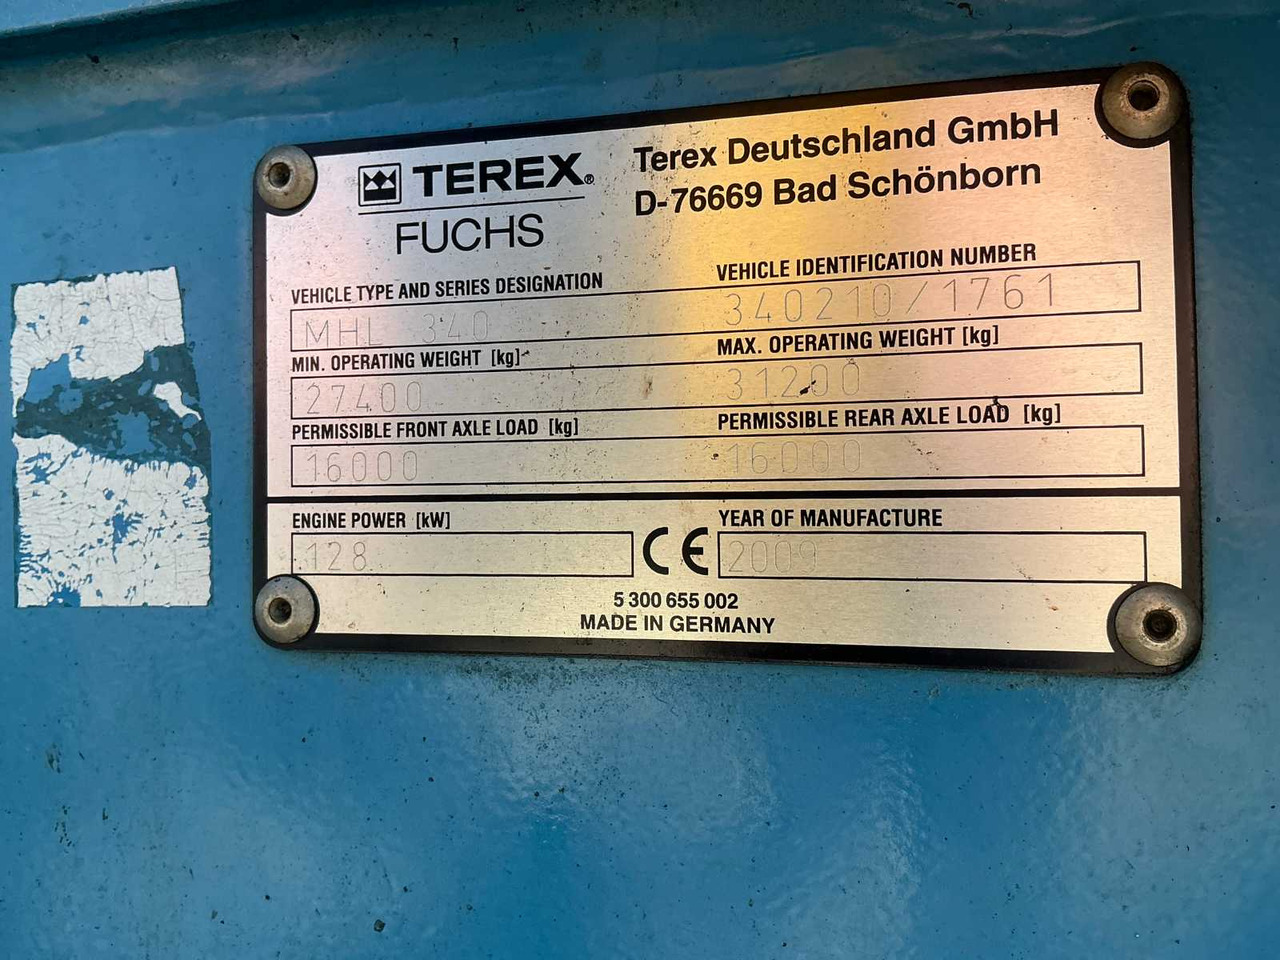 TEREX®
FUCHS
Terex Deutschland GmbH
D-76669 Bad Schönborn
VEHICLE TYPE AND SERIES DESIGNATION
MHL 340
VEHICLE IDENTIFICATION NUMBER
340210/1761
MIN. OPERATING WEIGHT [kg]
27400
MAX. OPERATING WEIGHT [kg]
31200
PERMISSIBLE FRONT AXLE LOAD [kg]
16000
PERMISSIBLE REAR AXLE LOAD [kg]
16000
ENGINE POWER [kW]
128
CE
YEAR OF MANUFACTURE
2009
5 300 655 002
MADE IN GERMANY